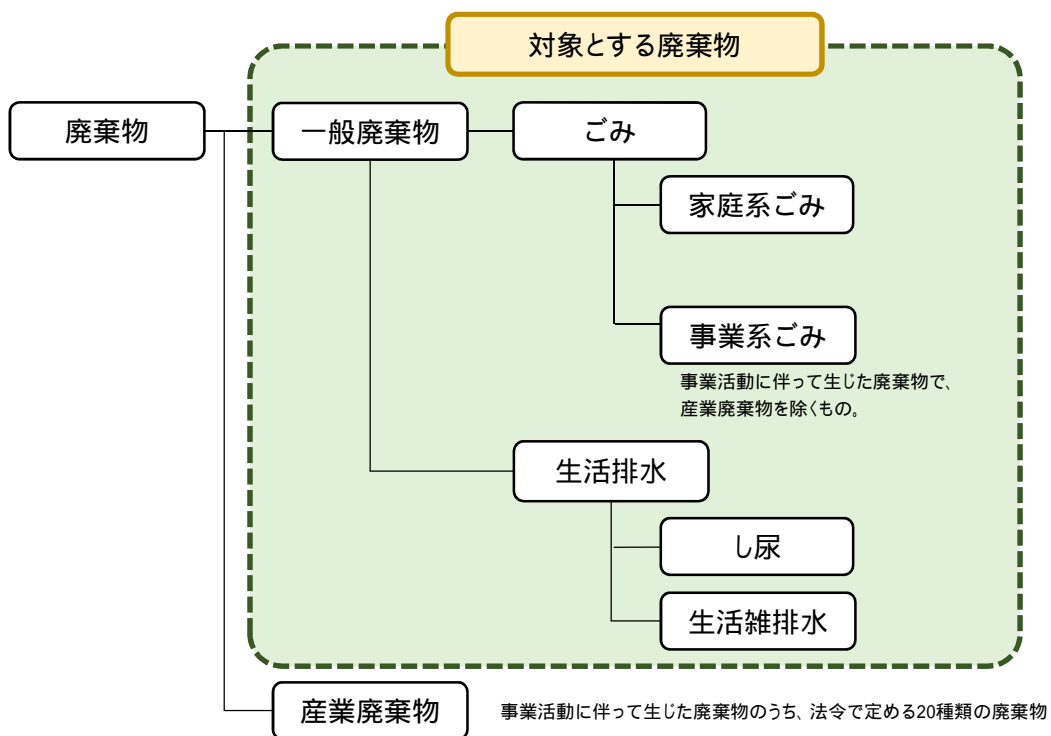 対象とする廃棄物
廃棄物
一般廃棄物
ごみ
家庭系ごみ
事業系ごみ
事業活動に伴って生じた廃棄物で、
産業廃棄物を除くもの。
生活排水
し尿
生活雑排水
産業廃棄物
事業活動に伴って生じた廃棄物のうち、法令で定める20種類の廃棄物